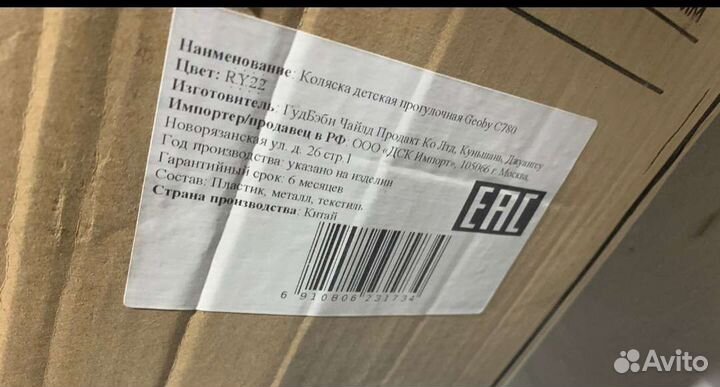 Наименование: Коляска детская прогулочная Geoby C780
Цвет: RY22
Изготовитель: ГудБэби Чайлд Продакт Ко Лтд, Куньшань, Джуангсу
Импортер/продавец в РФ: ООО «ДСК Импорт», 105066 г. Москва,
Новорязанская ул. д. 26 стр.1
Год производства: указано на изделии
Гарантийный срок: 6 месяцев
Состав: Пластик, металл, текстиль
Страна производства: Китай
EAC
6 910806 231734
Avito